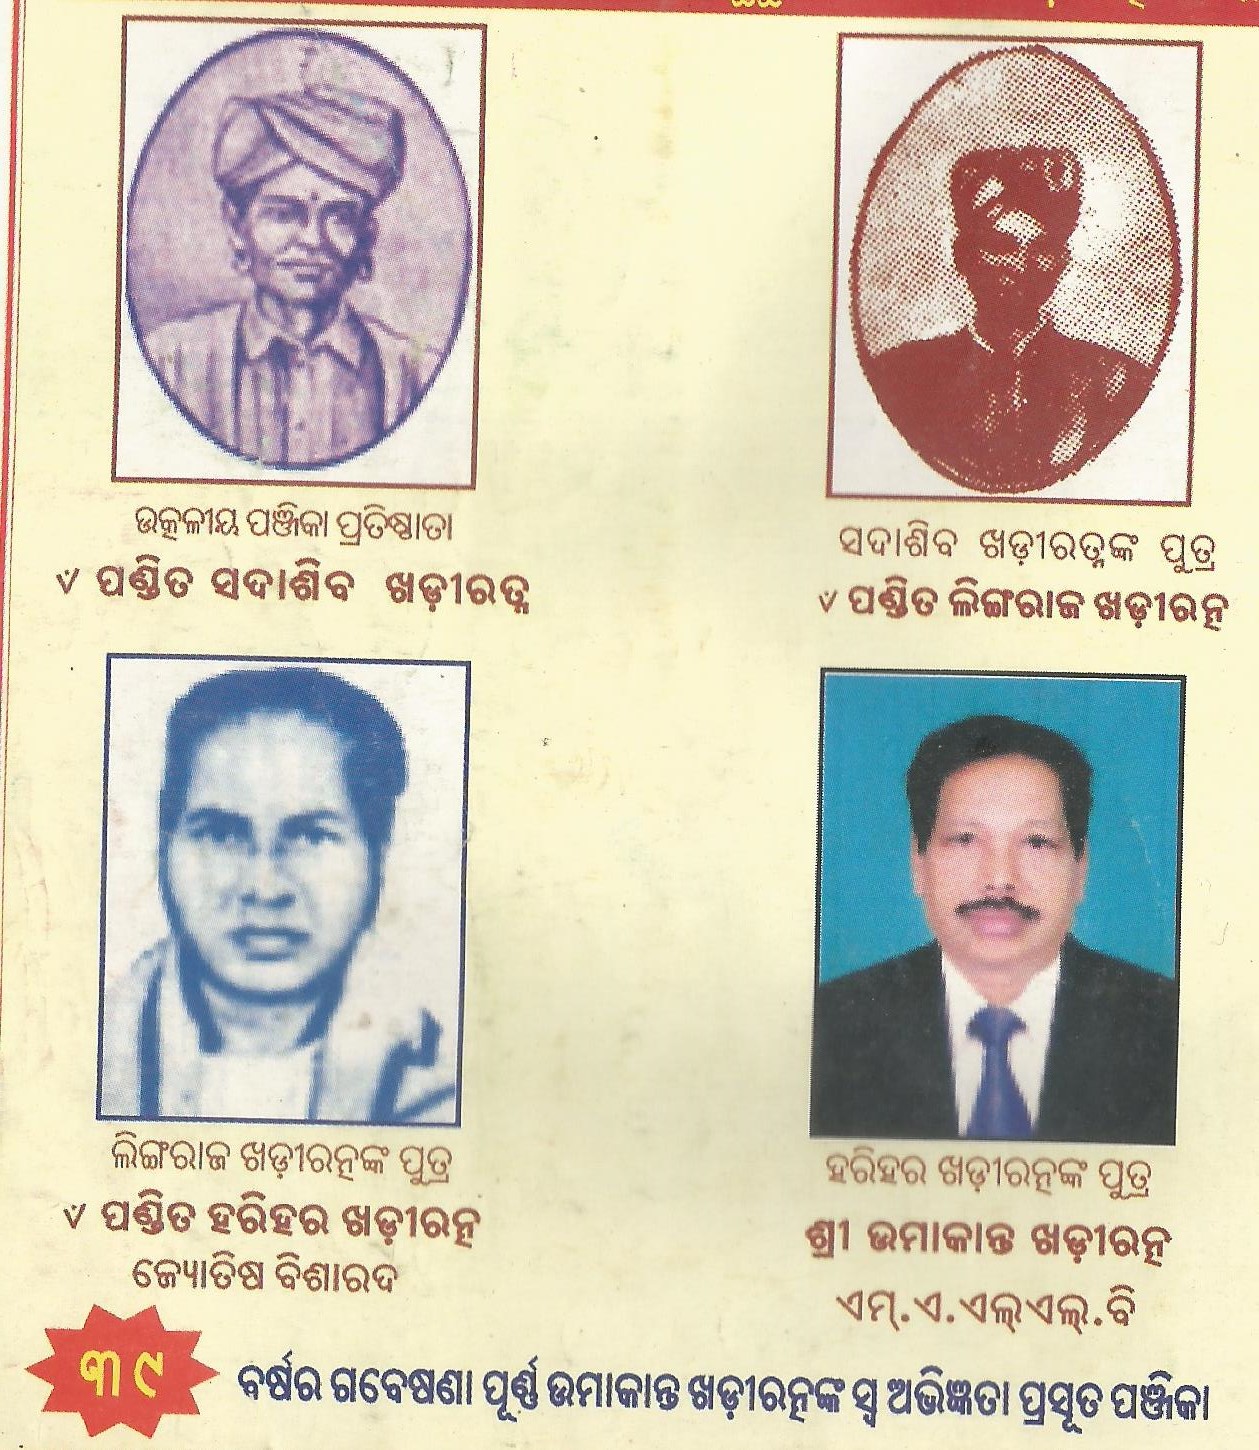 ଉତ୍କଳୀୟ ପଞ୍ଜିକା ପ୍ରତିଷ୍ଠାତା
ସଦାଶିବ ଖଡ଼ୀରତ୍ନଙ୍କ ପୁତ୍ର
ପଣ୍ଡିତ ସଦାଶିବ ଖଡ଼ୀରତ୍ନ
ପଣ୍ଡିତ ଲିଙ୍ଗରାଜ ଖଡ଼ୀରତ୍ନ
ଲିଙ୍ଗରାଜ ଖଡ଼ୀରତ୍ନଙ୍କ ପୁତ୍ର
ହରିହର ଖଡ଼ୀରତ୍ନଙ୍କ ପୁତ୍ର
ପଣ୍ଡିତ ହରିହର ଖଡ଼ୀରତ୍ନ
ଶ୍ରୀ ଉମାକାନ୍ତ ଖଡ଼ୀରତ୍ନ
ଜ୍ୟୋତିଷ ବିଶାରଦ
ଏମ୍.ଏ.ଏଲ୍ଏଲ୍.ବି
୩୯ ବର୍ଷର ଗବେଷଣା ପୂର୍ଣ୍ଣ ଉମାକାନ୍ତ ଖଡ଼ୀରତ୍ନଙ୍କ ସ୍ୱ ଅଭିଜ୍ଞତା ପ୍ରସୂତ ପଞ୍ଜିକା